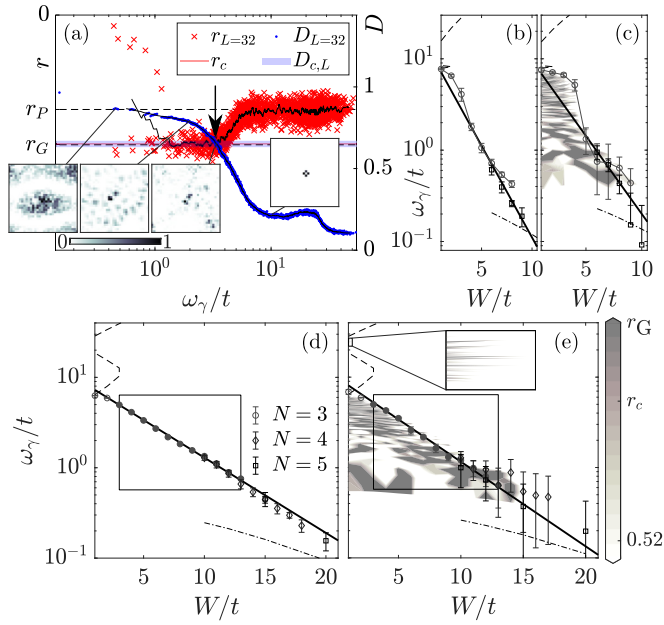 (a)
r_{L=32}
D_{L=32}
r_c
D_{c,L}
r
r_P
r_G
D
1
0.5
0
0
1
10^0
10^1
ω_γ/t
(b)
(c)
ω_γ/t
10^1
10^0
10^{-1}
5
10
5
10
W/t
W/t
(d)
N = 3
N = 4
N = 5
ω_γ/t
10^1
10^0
10^{-1}
5
10
15
20
W/t
(e)
5
10
15
20
W/t
r_G
r_c
0.52